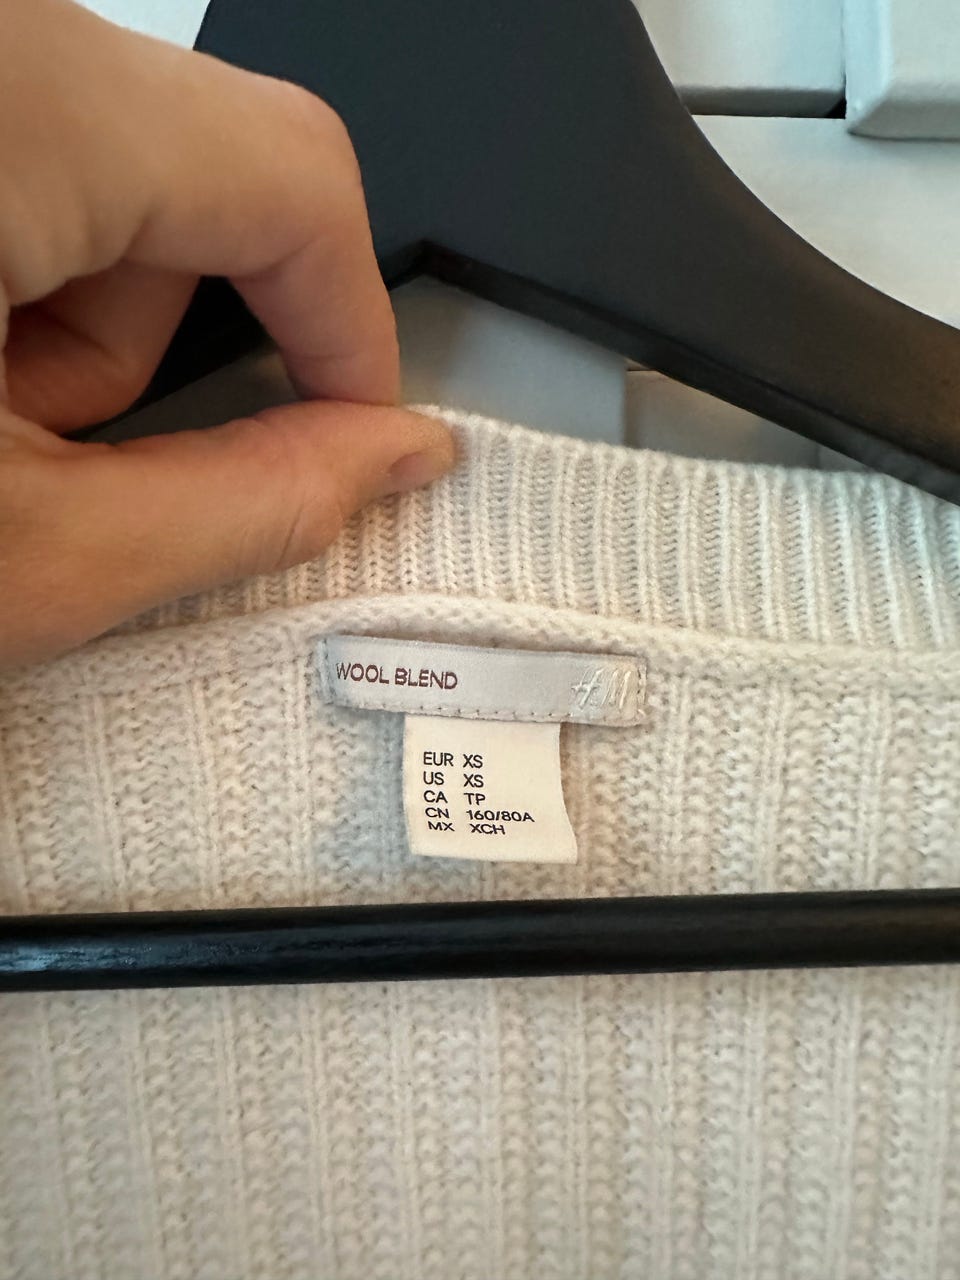 WOOL BLEND H&M
EUR XS
US XS
CA TP
CN 160/80A
MX XCH